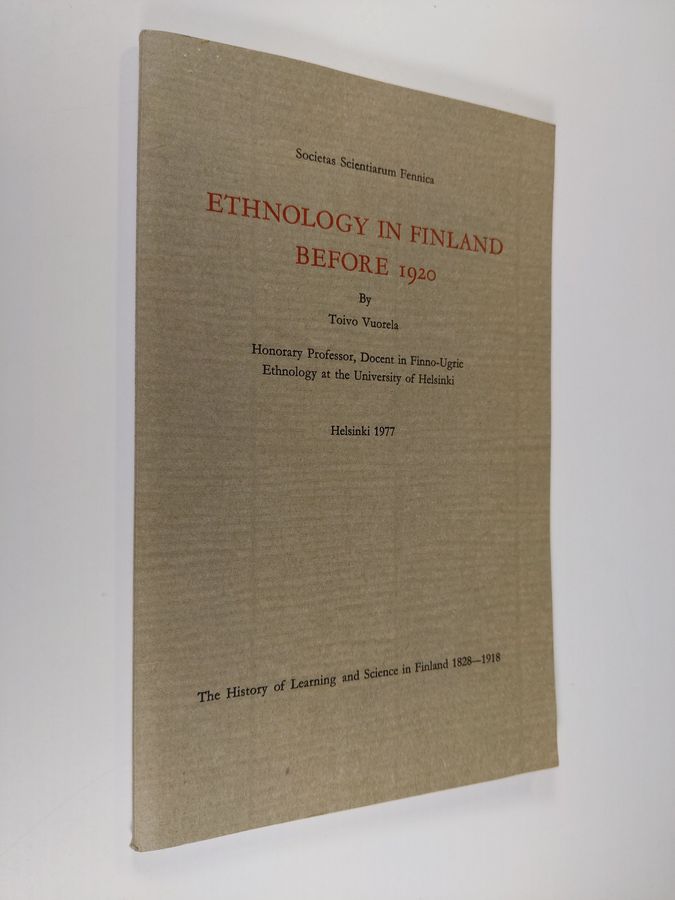 Societas Scientiarum Fennica
ETHNOLOGY IN FINLAND
BEFORE 1920
By
Toivo Vuorela
Honorary Professor, Docent in Finno-Ugric
Ethnology at the University of Helsinki
Helsinki 1977
The History of Learning and Science in Finland 1828—1918